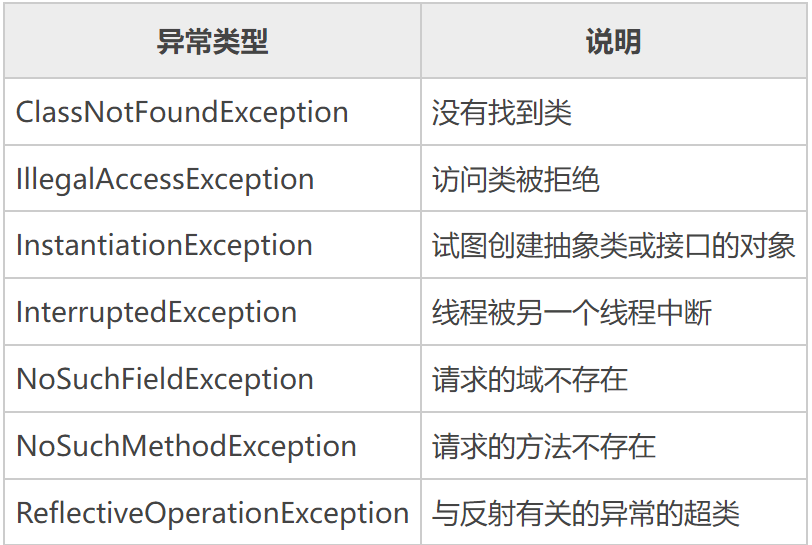 异常类型 说明
ClassNotFoundException 没有找到类
IllegalAccessException 访问类被拒绝
InstantiationException 试图创建抽象类或接口的对象
InterruptedException 线程被另一个线程中断
NoSuchFieldException 请求的域不存在
NoSuchMethodException 请求的方法不存在
ReflectiveOperationException 与反射有关的异常的超类